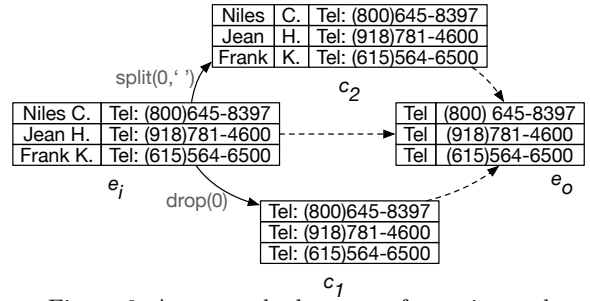 Niles C. Tel: (800)645-8397
Jean H. Tel: (918)781-4600
Frank K. Tel: (615)564-6500
split(0,‘ ’)
c2
Niles C. Tel: (800)645-8397
Jean H. Tel: (918)781-4600
Frank K. Tel: (615)564-6500
ei
Tel (800) 645-8397
Tel (918)781-4600
Tel (615)564-6500
eo
drop(0)
Tel: (800)645-8397
Tel: (918)781-4600
Tel: (615)564-6500
c1